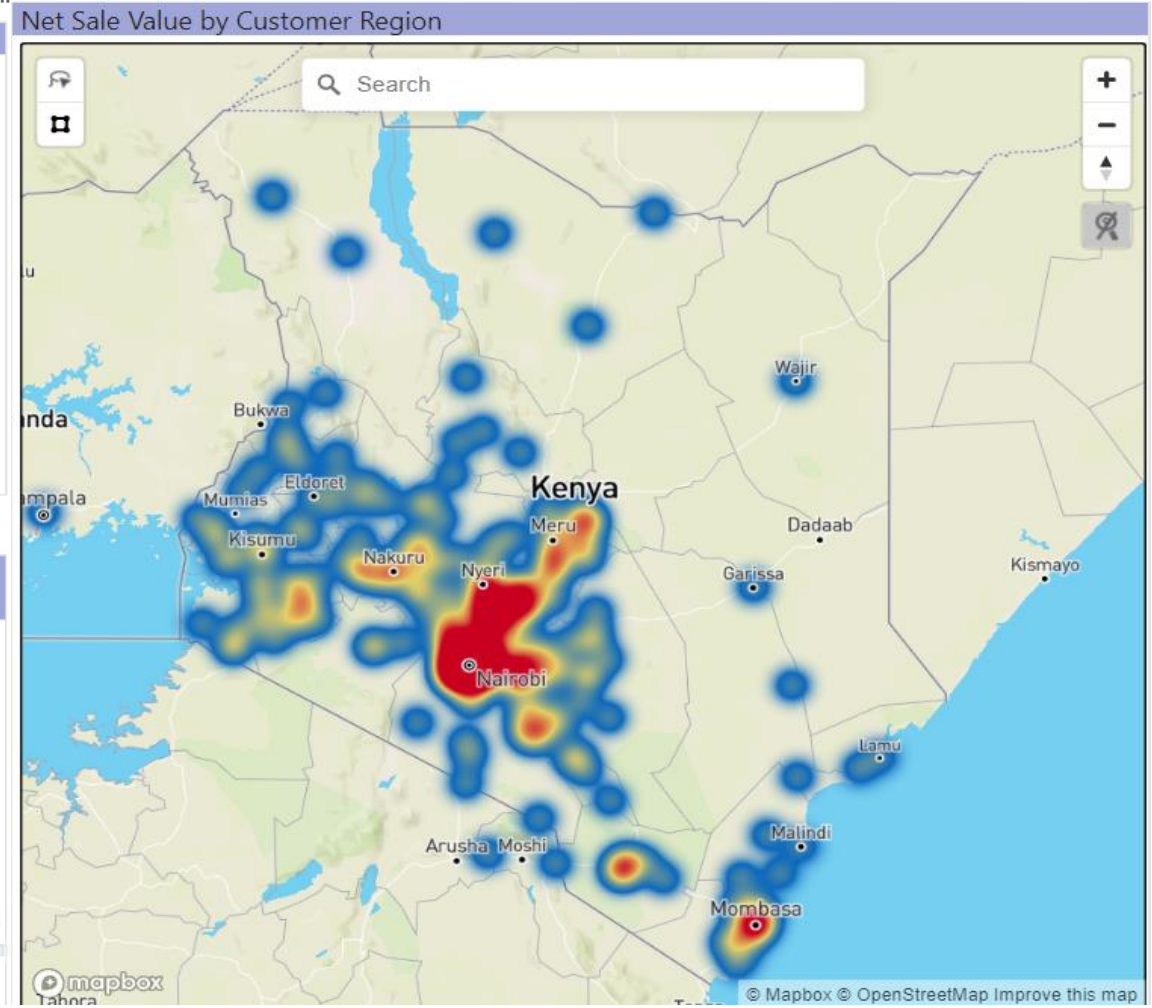 Net Sale Value by Customer Region
Search
lu
Wajir
Bukwa
nda
Kenya
Eldoret
ampala
Mumias
Meru
Dadaab
Kisumu
Nakuru
Nyeri
Garissa
Kismayo
Nairobi
Lamu
Malindi
Arusha
Moshi
Mombasa
mapbox
Tabora
© Mapbox © OpenStreetMap Improve this map